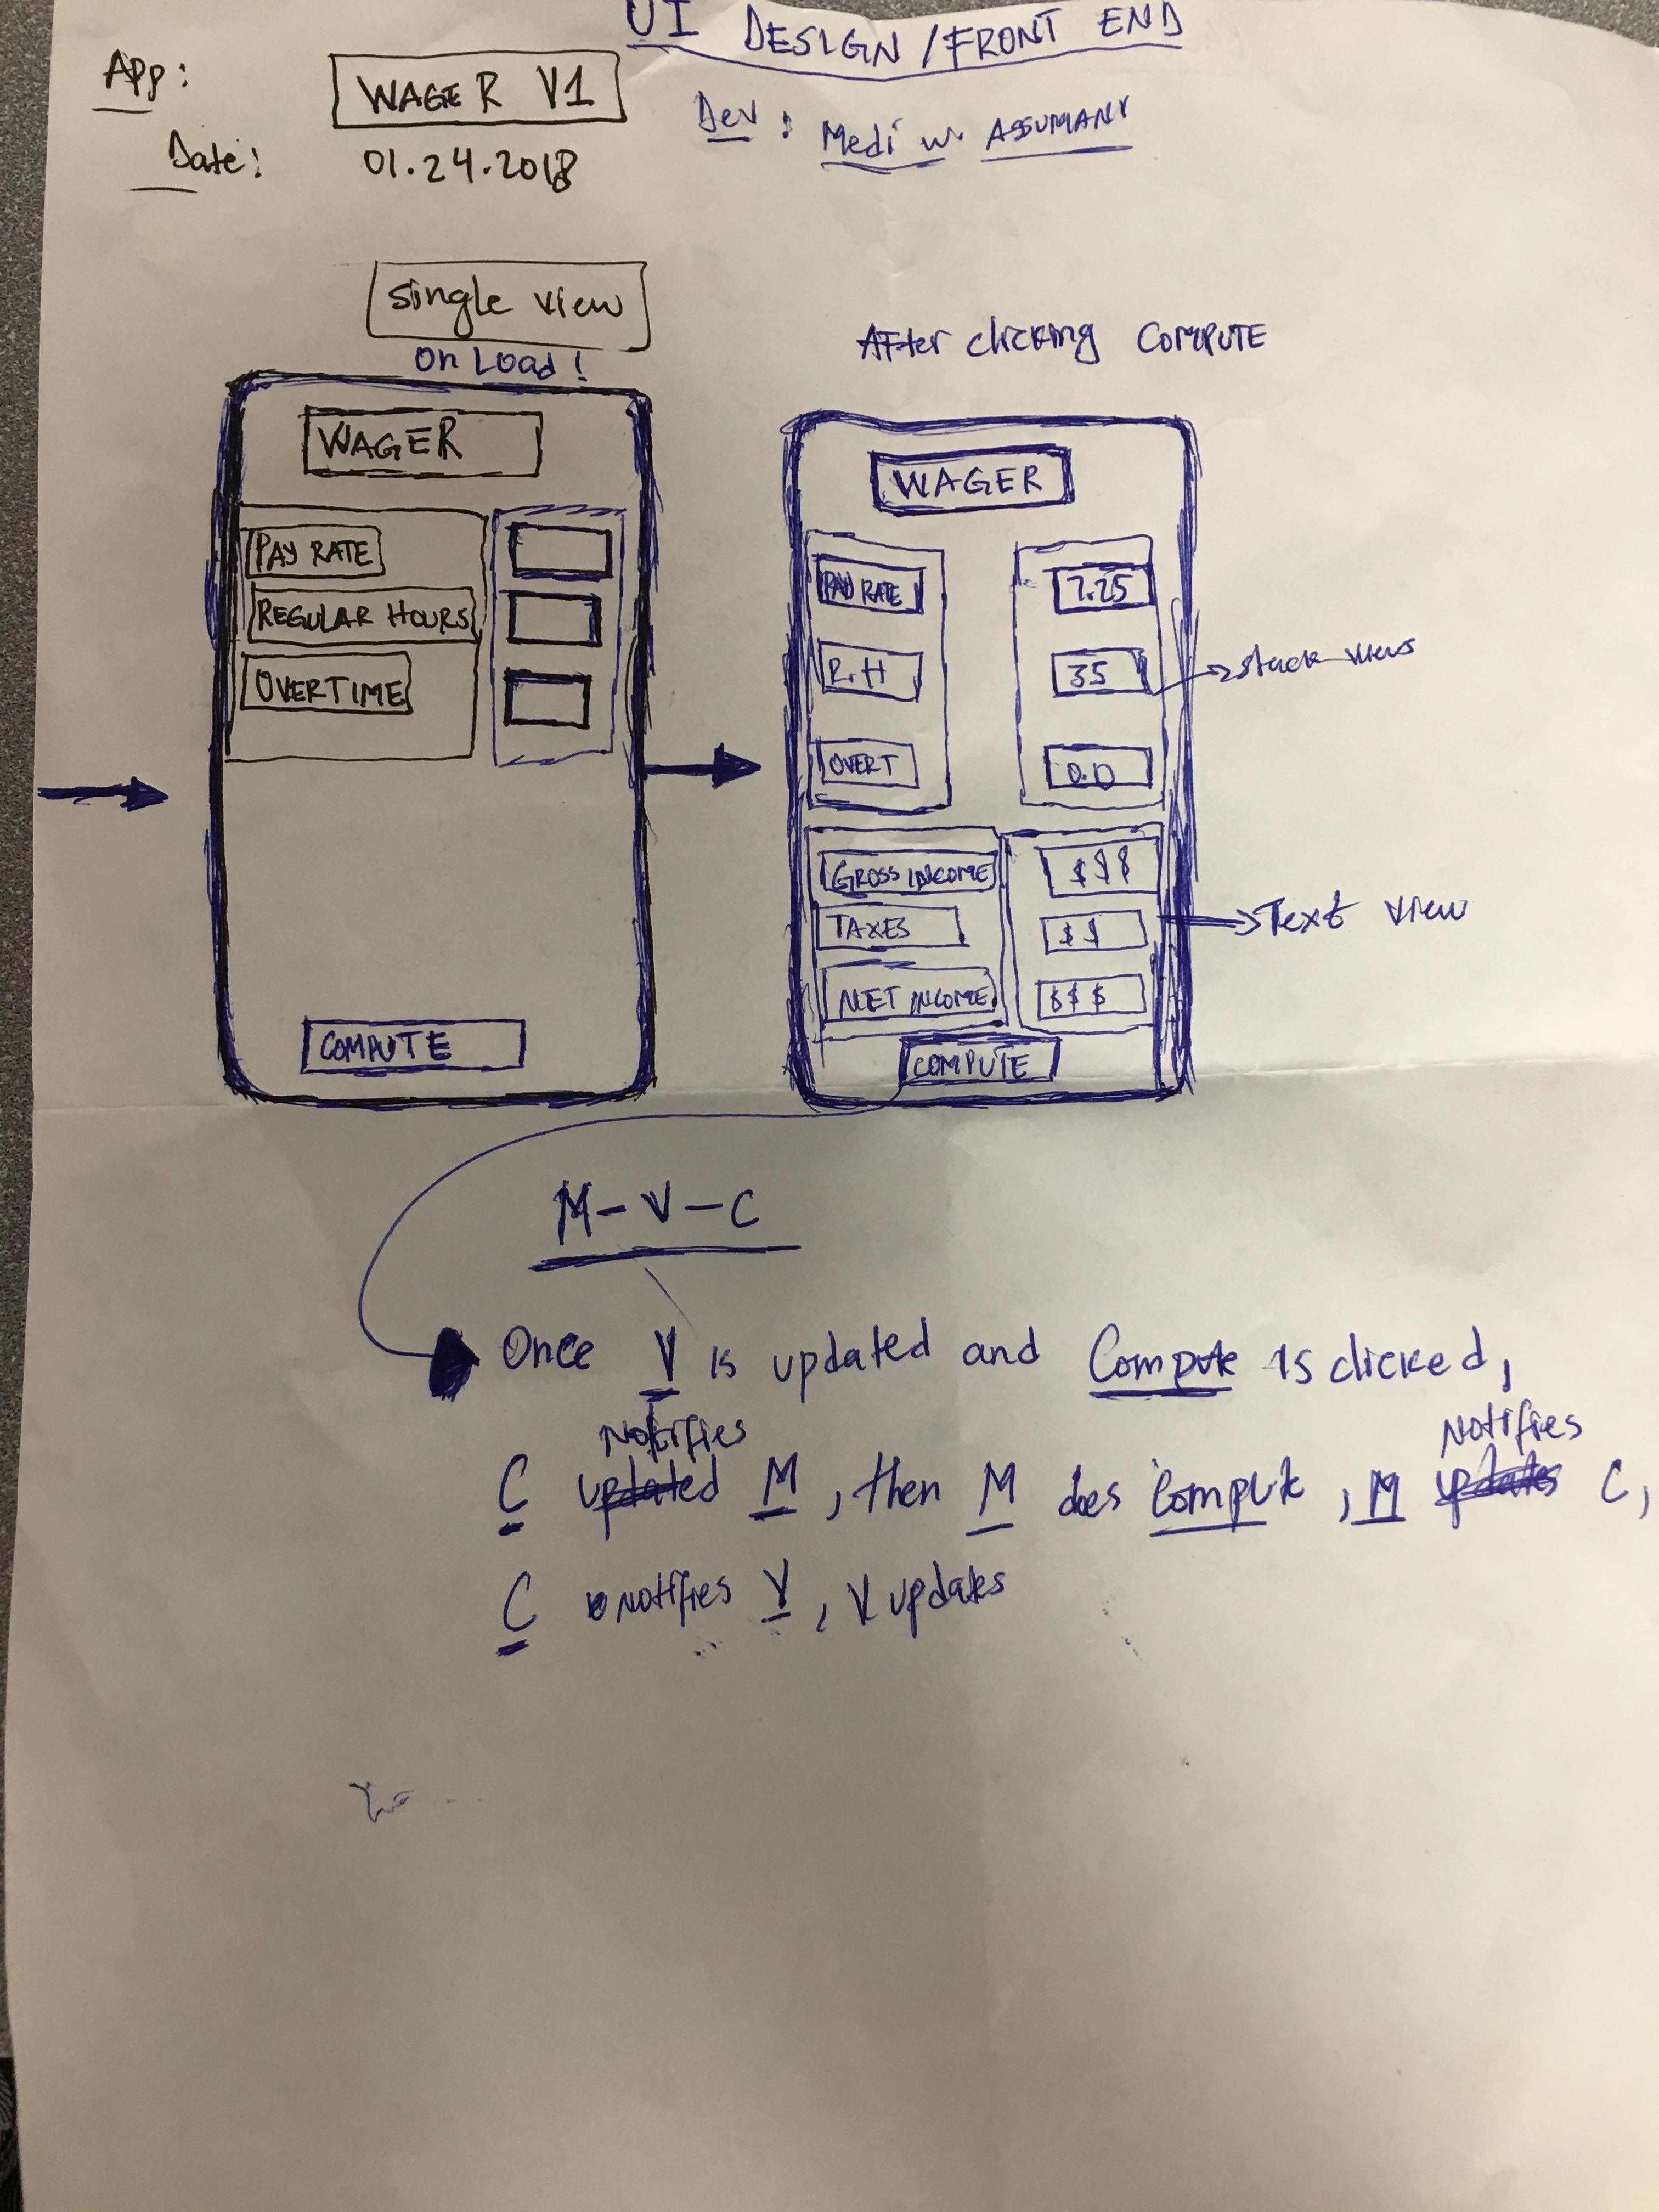 UI DESIGN / FRONT END
App: WAGER V1
Dev: Medi w. ASSUMANI
Date: 01.24.2018
single view
On Load!
After clicking COMPUTE
WAGER
PAY RATE
REGULAR HOURS
OVERTIME
COMPUTE
WAGER
PAY RATE 7.25
R.H 35
OVERT 0.0
stack views
GROSS INCOME $$$
TAXES $$
NET INCOME $$$
Text view
COMPUTE
M-V-C
Once V is updated and Compute is clicked,
Notifies Notifies
C updated M, then M does Compute, M updates C,
C notifies V, V updates